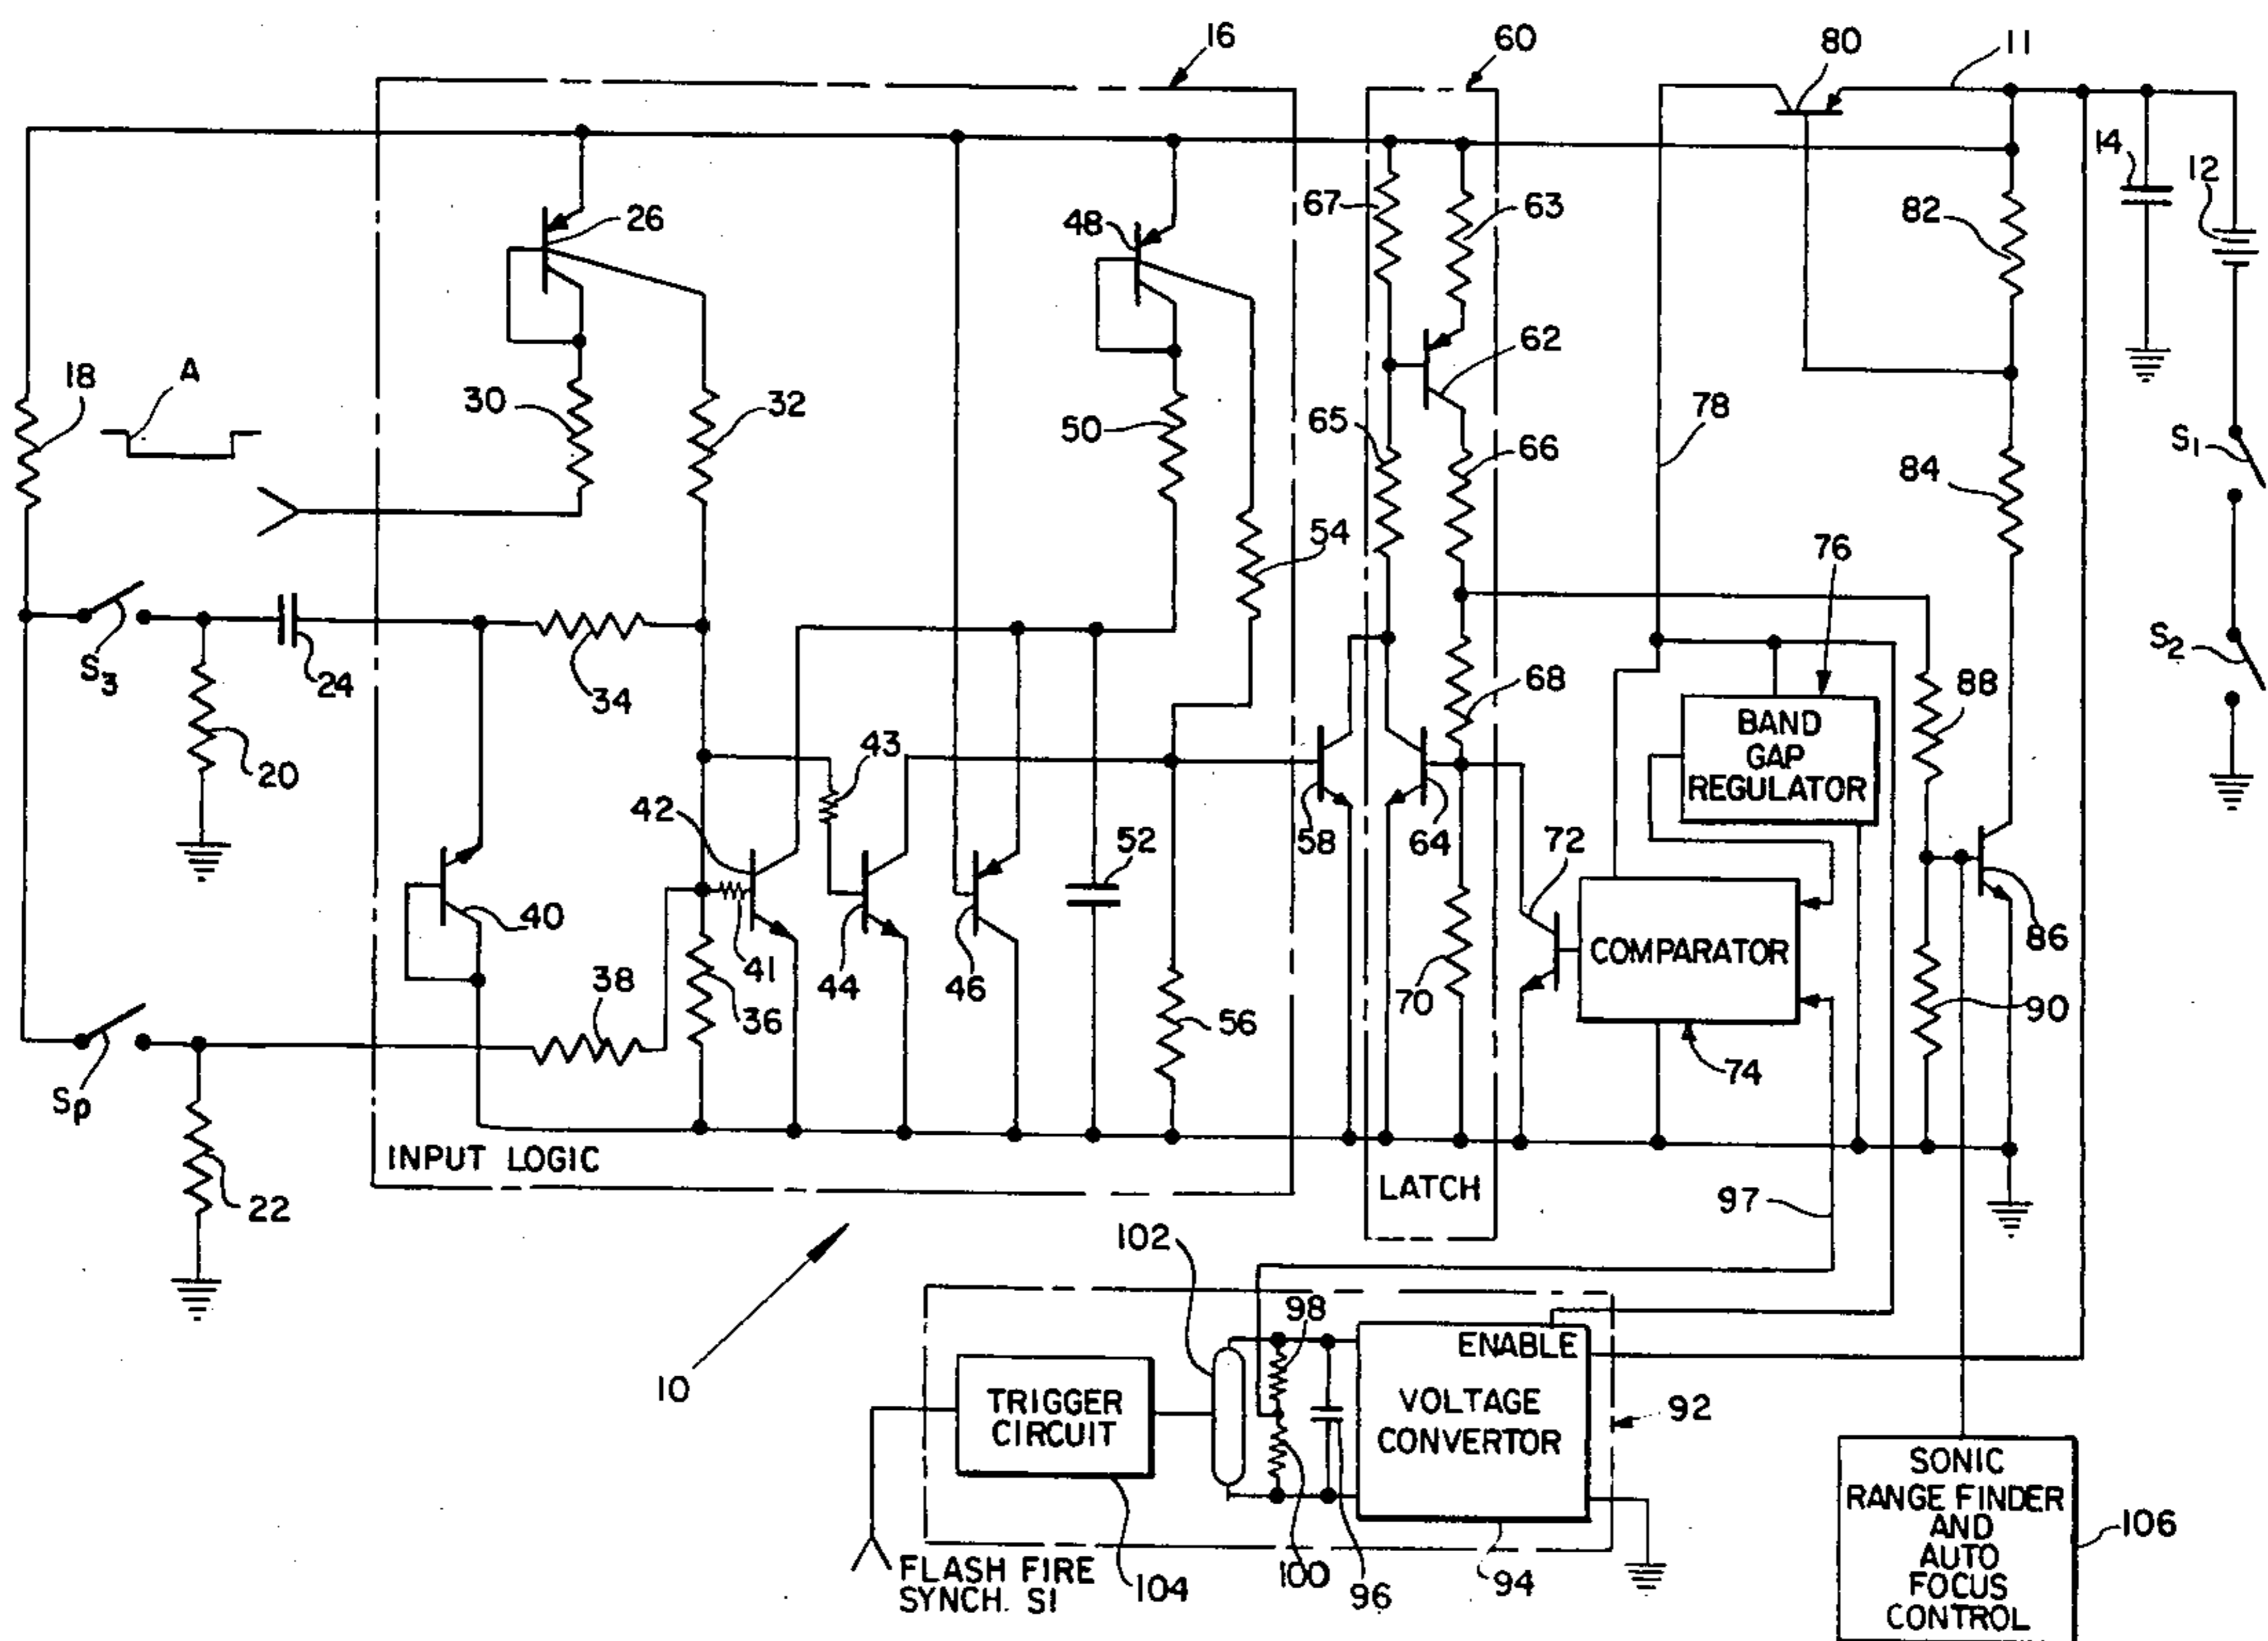 16
60
80
11
14
12
26
48
67
63
82
62
18
A
30
32
50
65
66
78
84
S1
54
76
S3
24
34
68
88
S2
20
43
BAND
GAP
REGULATOR
42
58
64
72
52
40
41
44
46
COMPARATOR
86
38
36
70
90
56
74
Sp
INPUT LOGIC
LATCH
97
22
102
98
ENABLE
10
TRIGGER
CIRCUIT
VOLTAGE
CONVERTOR
92
SONIC
RANGE FINDER
AND
AUTO
FOCUS
CONTROL
106
FLASH FIRE
SYNCH. S1
104
100
96
94